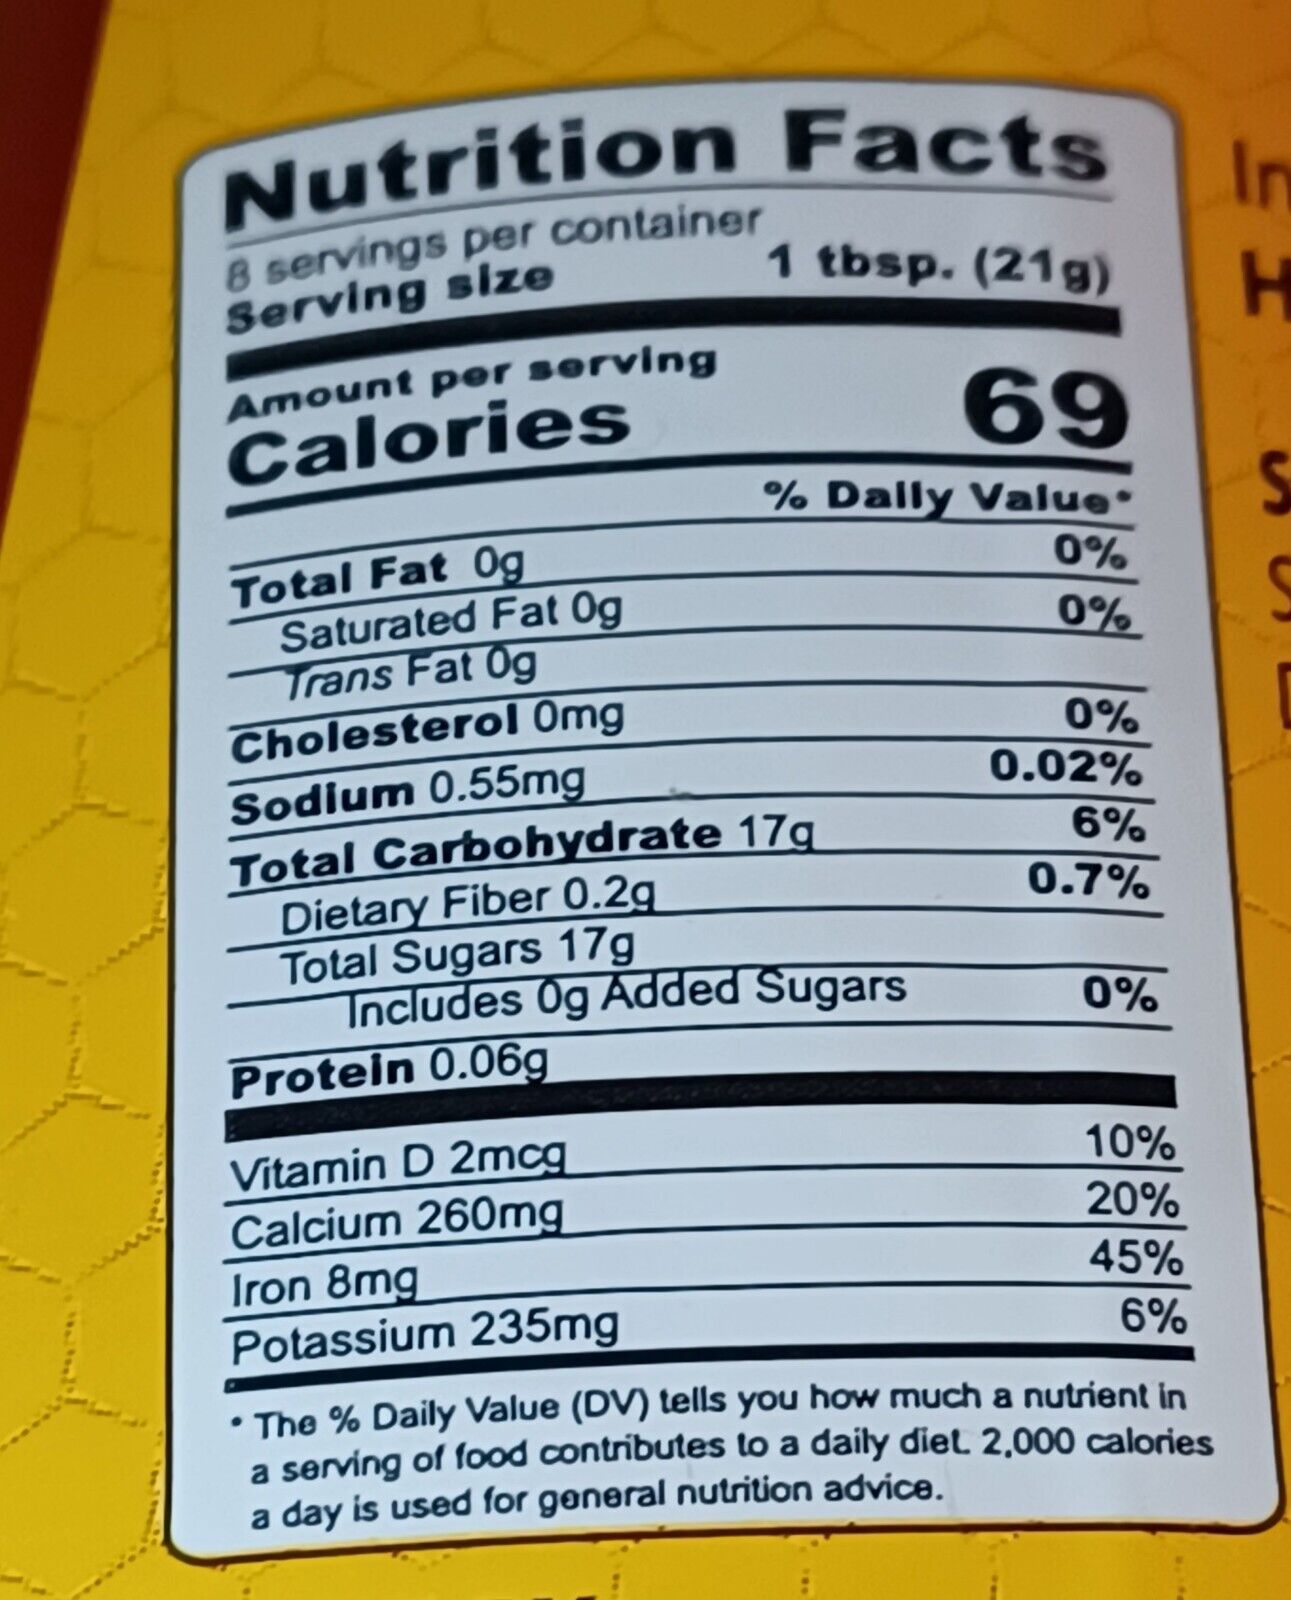 Nutrition Facts
8 servings per container
Serving size 1 tbsp. (21g)
Amount per serving
Calories 69
% Daily Value*
Total Fat 0g 0%
Saturated Fat 0g 0%
Trans Fat 0g
Cholesterol 0mg 0%
Sodium 0.55mg 0.02%
Total Carbohydrate 17g 6%
Dietary Fiber 0.2g 0.7%
Total Sugars 17g
Includes 0g Added Sugars 0%
Protein 0.06g
Vitamin D 2mcg 10%
Calcium 260mg 20%
Iron 8mg 45%
Potassium 235mg 6%
* The % Daily Value (DV) tells you how much a nutrient in
a serving of food contributes to a daily diet. 2,000 calories
a day is used for general nutrition advice.
In
H
S
S